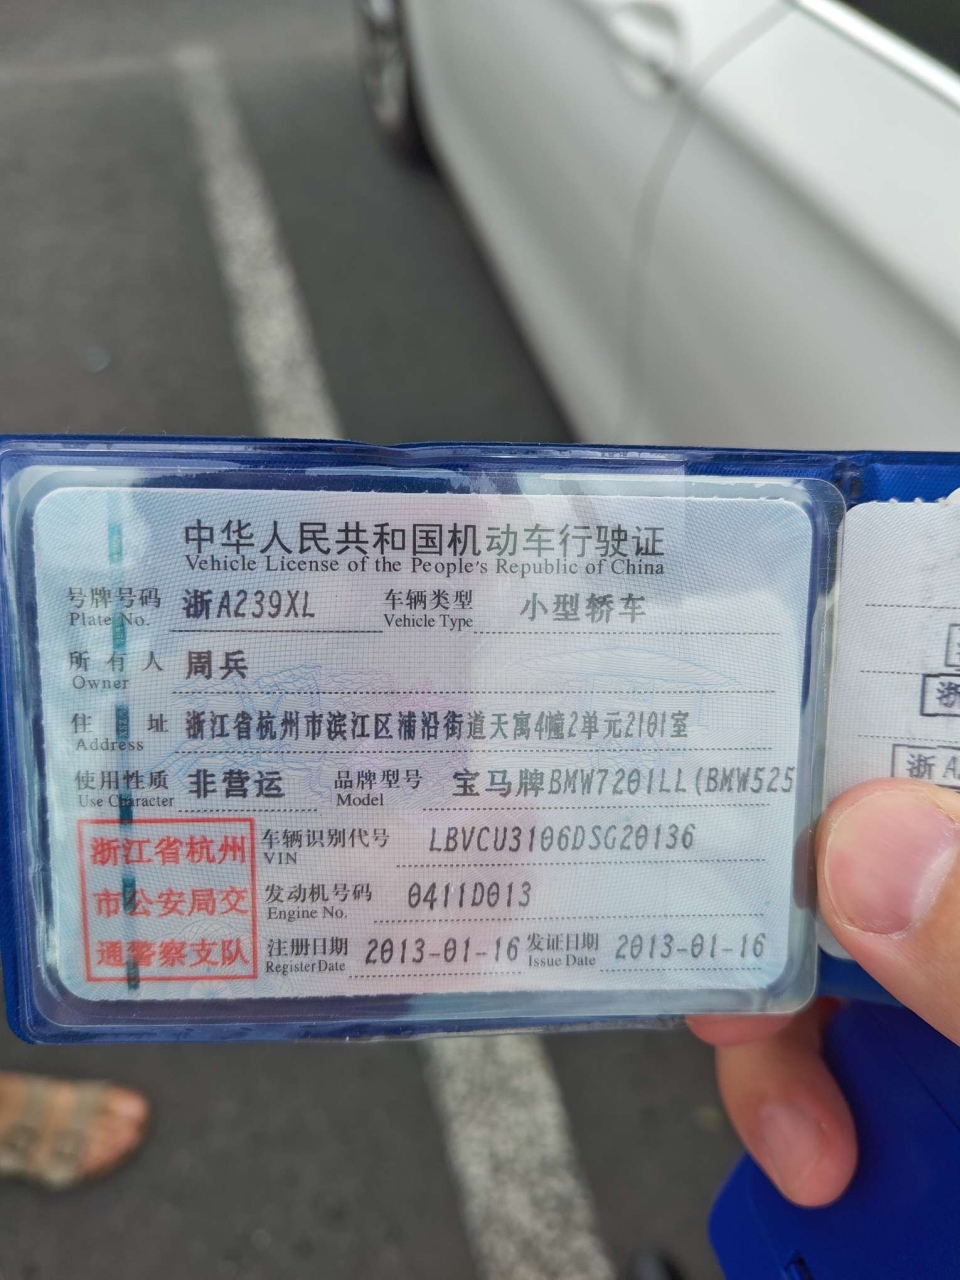 中华人民共和国机动车行驶证
Vehicle License of the People's Republic of China
号牌号码 浙A239XL 车辆类型 小型轿车
Plate No. Vehicle Type
所有人 周兵
Owner
住址 浙江省杭州市滨江区浦沿街道天寓4幢2单元2101室
Address
使用性质 非营运 品牌型号 宝马牌BMW7201LL(BMW525
Use Character Model
浙江省杭州
市公安局交
通警察支队
车辆识别代号 LBVCU3106DSG20136
VIN
发动机号码 0411D013
Engine No.
注册日期 2013-01-16 发证日期 2013-01-16
Register Date Issue Date
浙
浙A